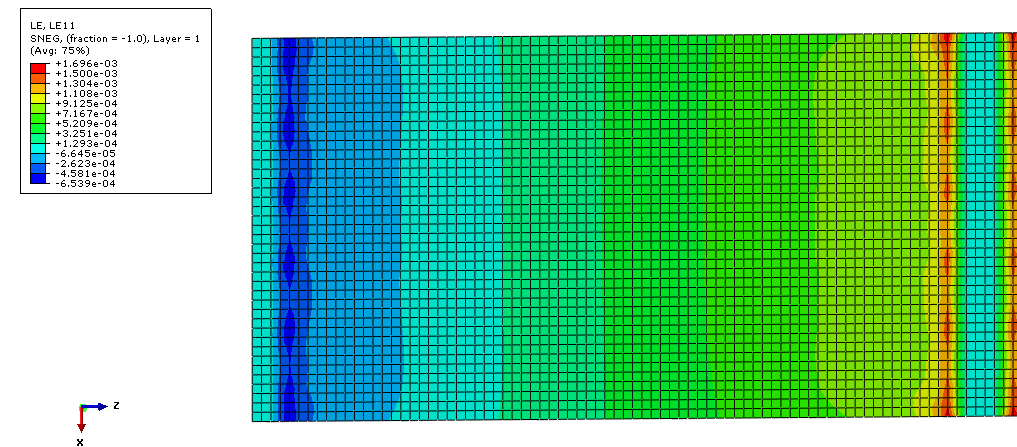 LE, LE11
SNEG, (fraction = -1.0), Layer = 1
(Avg: 75%)
+1.696e-03
+1.500e-03
+1.304e-03
+1.108e-03
+9.125e-04
+7.167e-04
+5.209e-04
+3.251e-04
+1.293e-04
-6.645e-05
-2.623e-04
-4.581e-04
-6.539e-04
Z
X